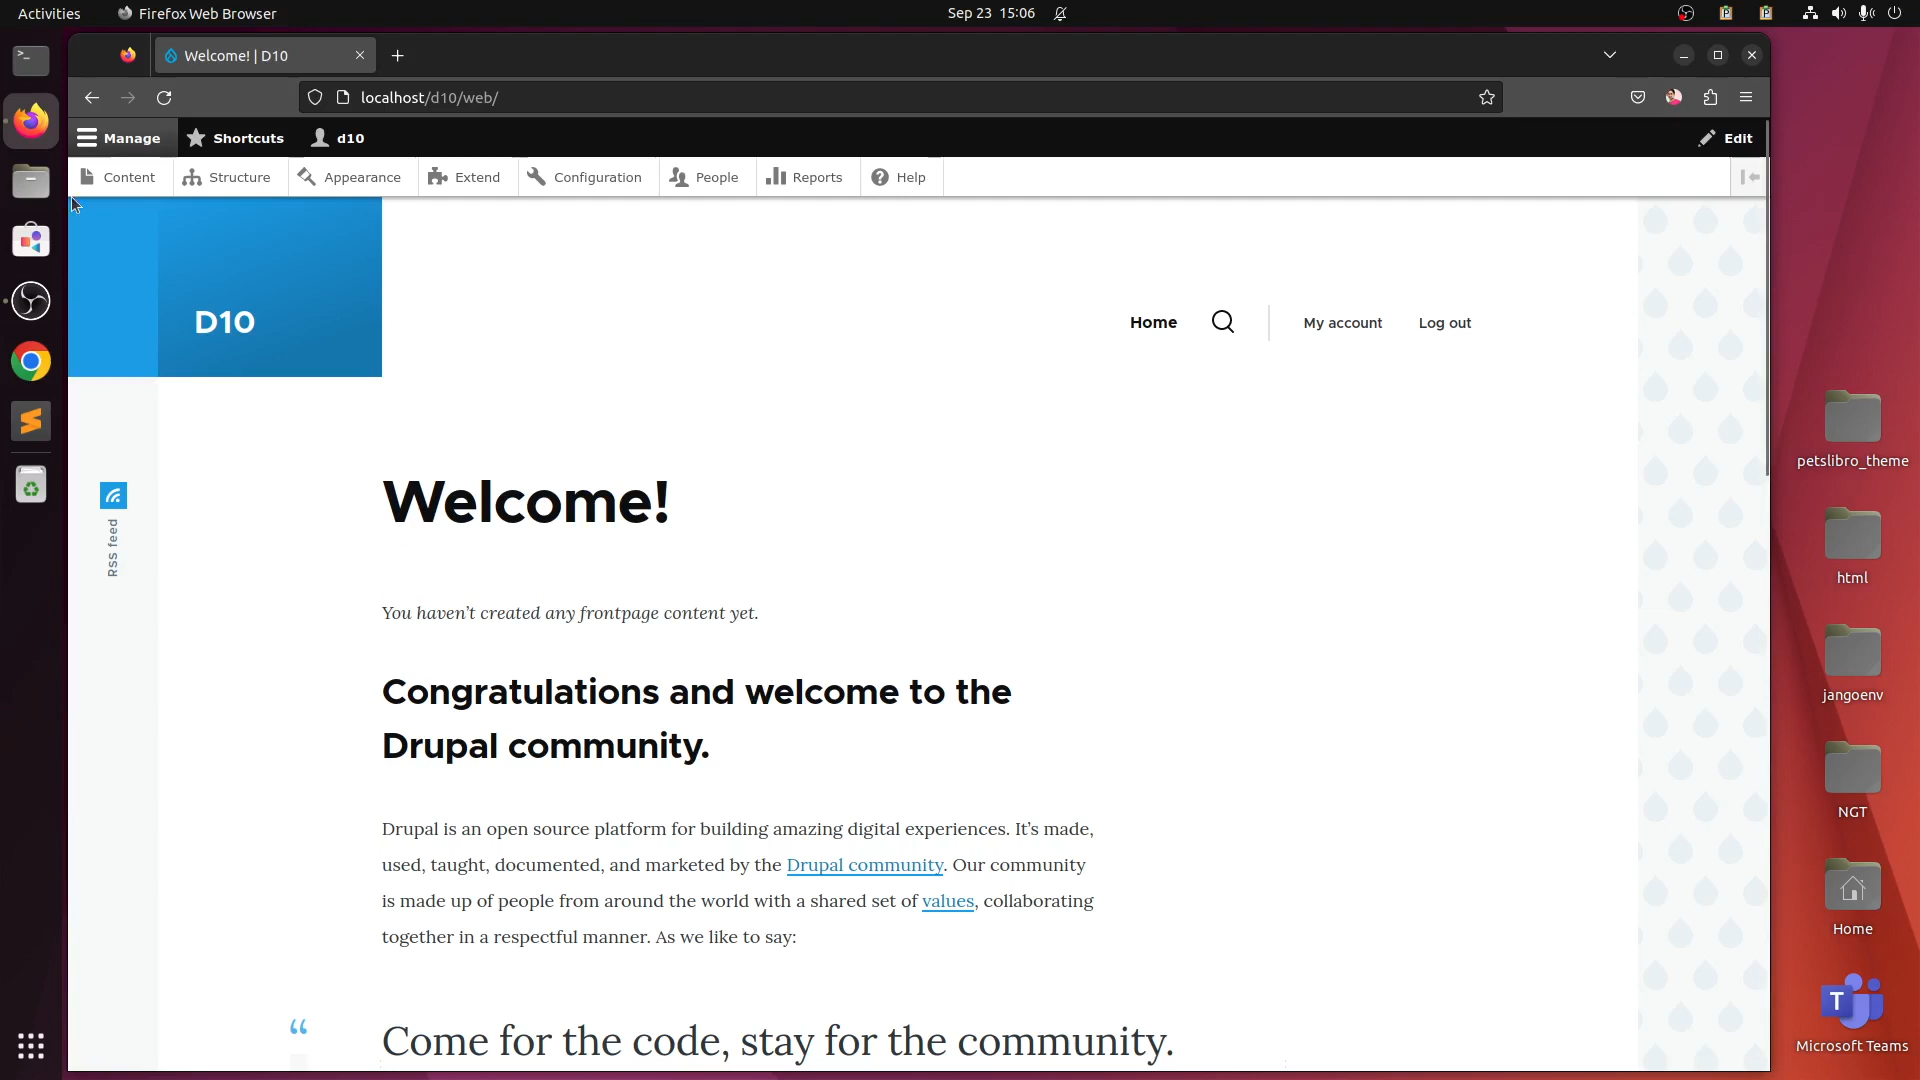 Activities
Firefox Web Browser
Sep 23 15:06
Welcome! | D10
localhost/d10/web/
Manage
Shortcuts
d10
Edit
Content
Structure
Appearance
Extend
Configuration
People
Reports
Help
D10
Home
My account
Log out
RSS feed
Welcome!
You haven’t created any frontpage content yet.
Congratulations and welcome to the
Drupal community.
Drupal is an open source platform for building amazing digital experiences. It’s made,
used, taught, documented, and marketed by the Drupal community. Our community
is made up of people from around the world with a shared set of values, collaborating
together in a respectful manner. As we like to say:
“
Come for the code, stay for the community.
petslibro_theme
html
jangoenv
NGT
Home
T
Microsoft Teams